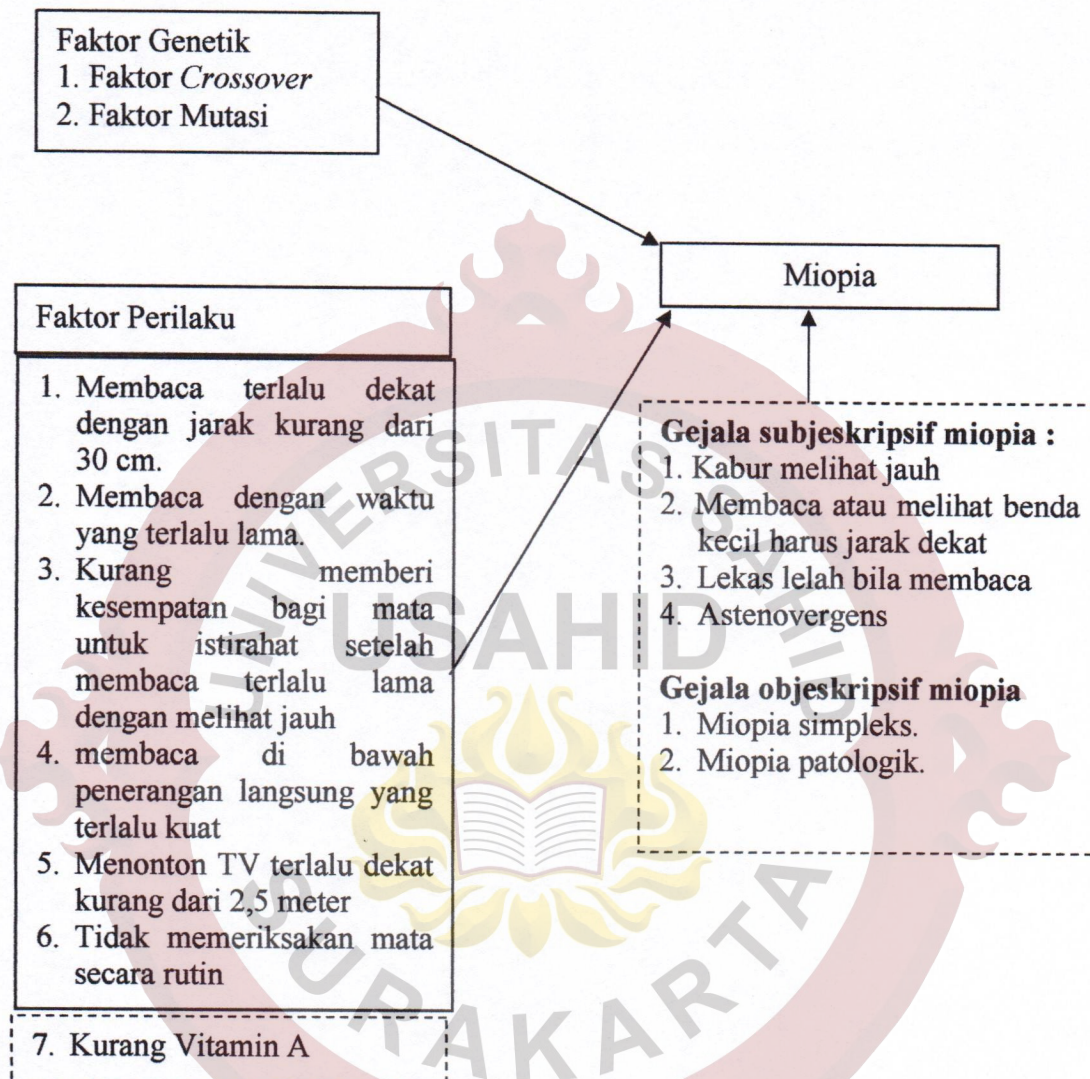 Faktor Genetik
1. Faktor Crossover
2. Faktor Mutasi
Miopia
Faktor Perilaku
1. Membaca terlalu dekat
dengan jarak kurang dari
30 cm.
2. Membaca dengan waktu
yang terlalu lama.
3. Kurang memberi
kesempatan bagi mata
untuk istirahat setelah
membaca terlalu lama
dengan melihat jauh
4. membaca di bawah
penerangan langsung yang
terlalu kuat
5. Menonton TV terlalu dekat
kurang dari 2,5 meter
6. Tidak memeriksakan mata
secara rutin
7. Kurang Vitamin A
Gejala subjeskripsif miopia :
1. Kabur melihat jauh
2. Membaca atau melihat benda
kecil harus jarak dekat
3. Lekas lelah bila membaca
4. Astenovergens
Gejala objeskripsif miopia
1. Miopia simpleks.
2. Miopia patologik.
UNIVERSITAS SAHID
USAHID
SURAKARTA